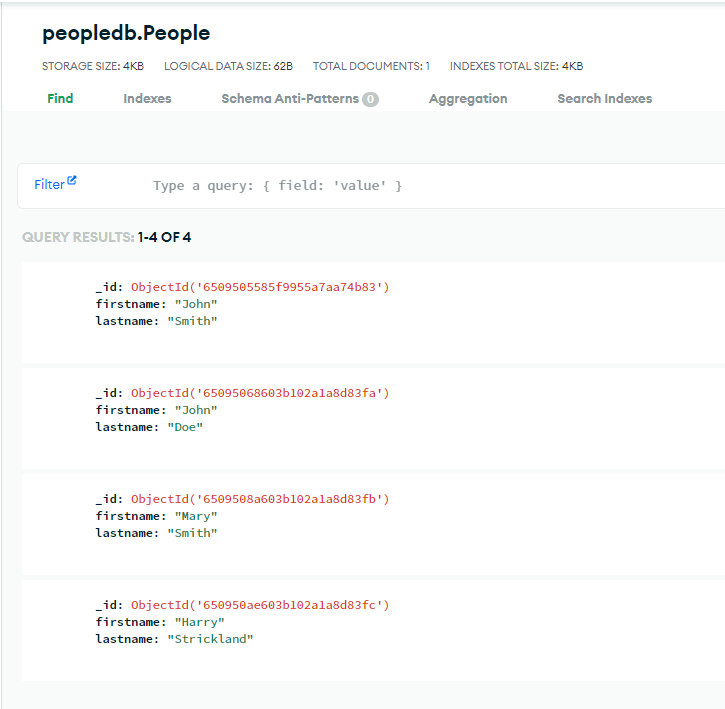 peopledb.People
STORAGE SIZE: 4KB LOGICAL DATA SIZE: 62B TOTAL DOCUMENTS: 1 INDEXES TOTAL SIZE: 4KB
Find Indexes Schema Anti-Patterns 0 Aggregation Search Indexes
Filter Type a query: { field: 'value' }
QUERY RESULTS: 1-4 OF 4
_id: ObjectId('6509505585f9955a7aa74b83')
firstname: "John"
lastname: "Smith"
_id: ObjectId('65095068603b102a1a8d83fa')
firstname: "John"
lastname: "Doe"
_id: ObjectId('6509508a603b102a1a8d83fb')
firstname: "Mary"
lastname: "Smith"
_id: ObjectId('650950ae603b102a1a8d83fc')
firstname: "Harry"
lastname: "Strickland"